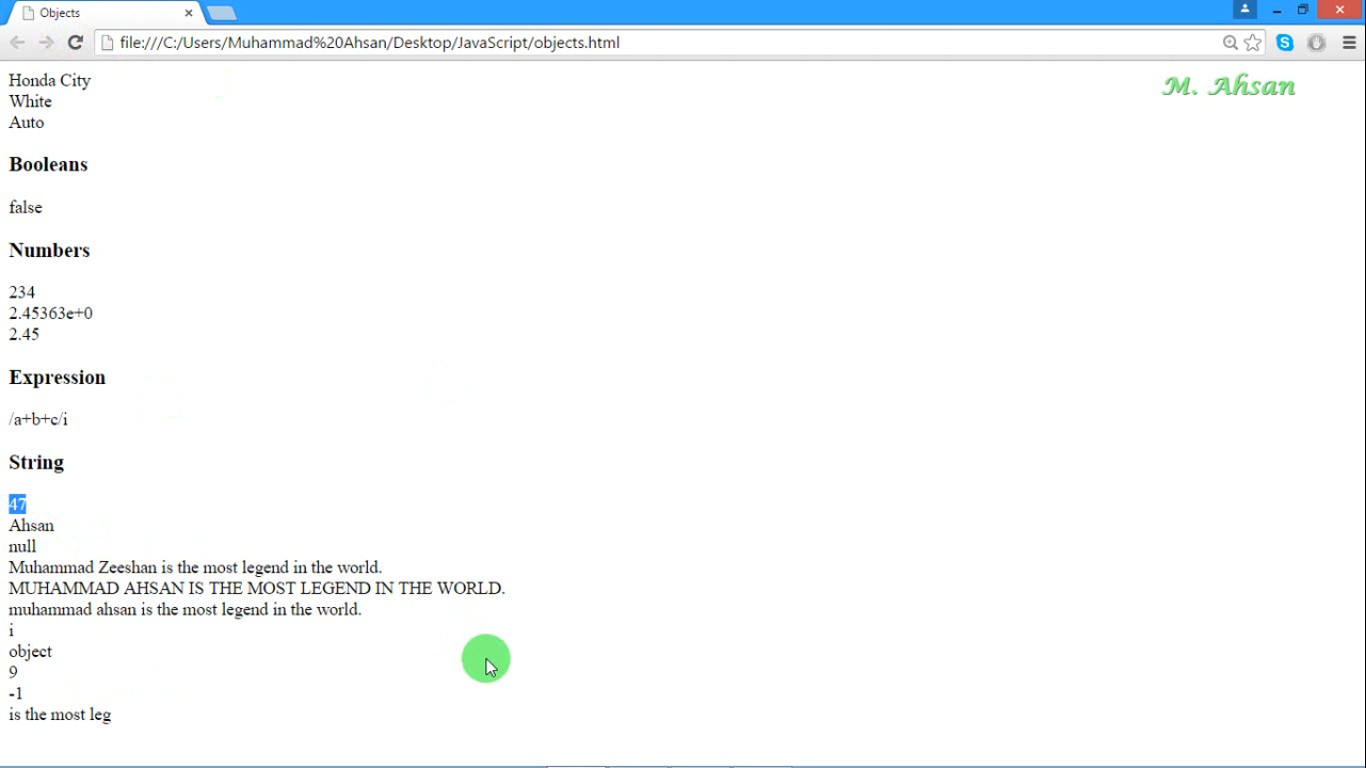 Objects
file:///C:/Users/Muhammad%20Ahsan/Desktop/JavaScript/objects.html
M. Ahsan
Honda City
White
Auto
Booleans
false
Numbers
234
2.45363e+0
2.45
Expression
/a+b+c/i
String
47
Ahsan
null
Muhammad Zeeshan is the most legend in the world.
MUHAMMAD AHSAN IS THE MOST LEGEND IN THE WORLD.
muhammad ahsan is the most legend in the world.
i
object
9
-1
is the most leg